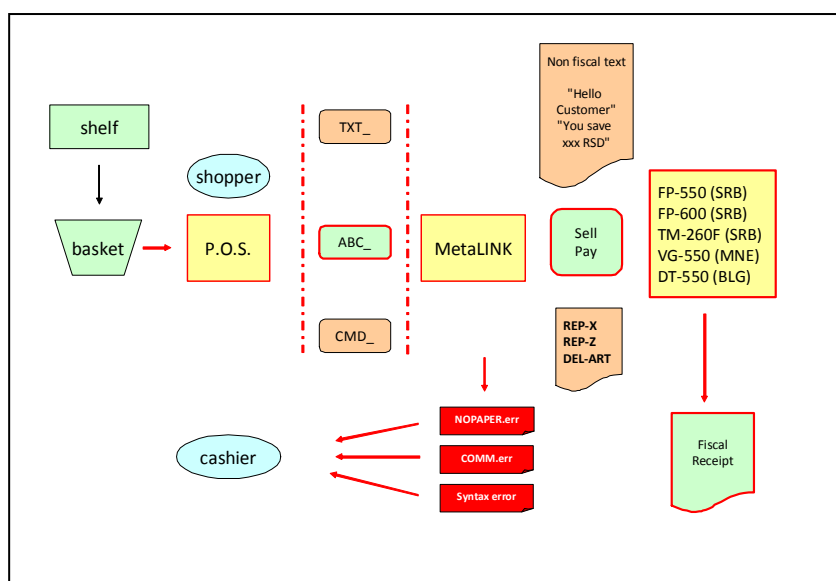 shelf
shopper
basket
P.O.S.
TXT_
ABC_
CMD_
MetaLINK
Non fiscal text
"Hello
Customer"
"You save
xxx RSD"
Sell
Pay
REP-X
REP-Z
DEL-ART
FP-550 (SRB)
FP-600 (SRB)
TM-260F (SRB)
VG-550 (MNE)
DT-550 (BLG)
NOPAPER.err
COMM.err
Syntax error
cashier
Fiscal
Receipt